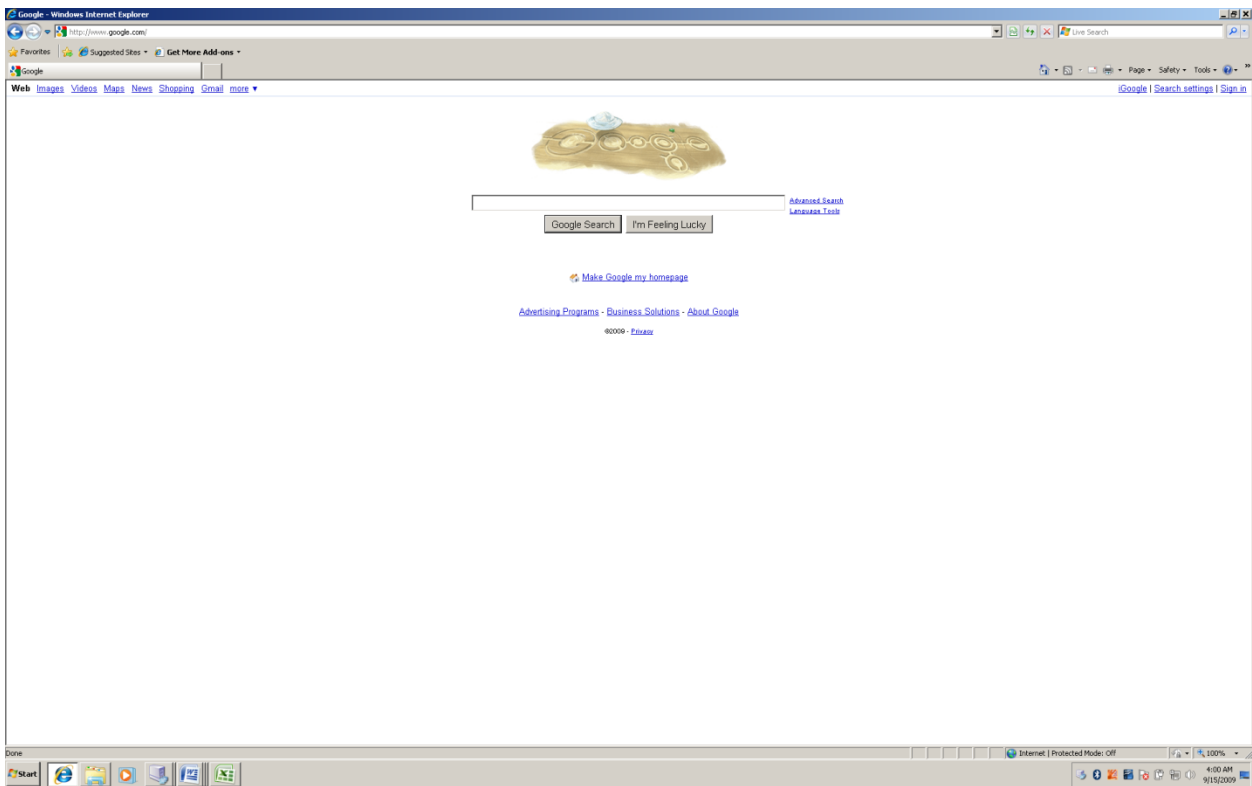 Google - Windows Internet Explorer
http://www.google.com/ Live Search
Favorites Suggested Sites Get More Add-ons
Google Page Safety Tools
Web Images Videos Maps News Shopping Gmail more ▼ iGoogle | Search settings | Sign in
Google
Advanced Search
Language Tools
Google Search I'm Feeling Lucky
Make Google my homepage
Advertising Programs - Business Solutions - About Google
©2009 - Privacy
Done Internet | Protected Mode: Off 100%
Start 4:00 AM
9/15/2009